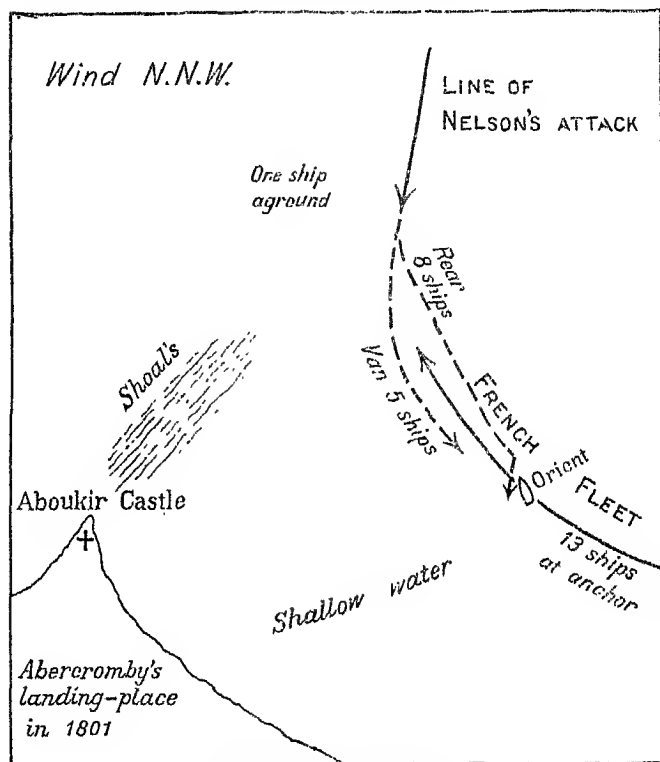 Wind N.N.W.
LINE OF
NELSON'S ATTACK
One ship
aground
Rear
8 ships
Shoal's
Van 5 ships
FRENCH
Orient
FLEET
Aboukir Castle
13 ships
at anchor
Shallow water
Abercromby's
landing-place
in 1801